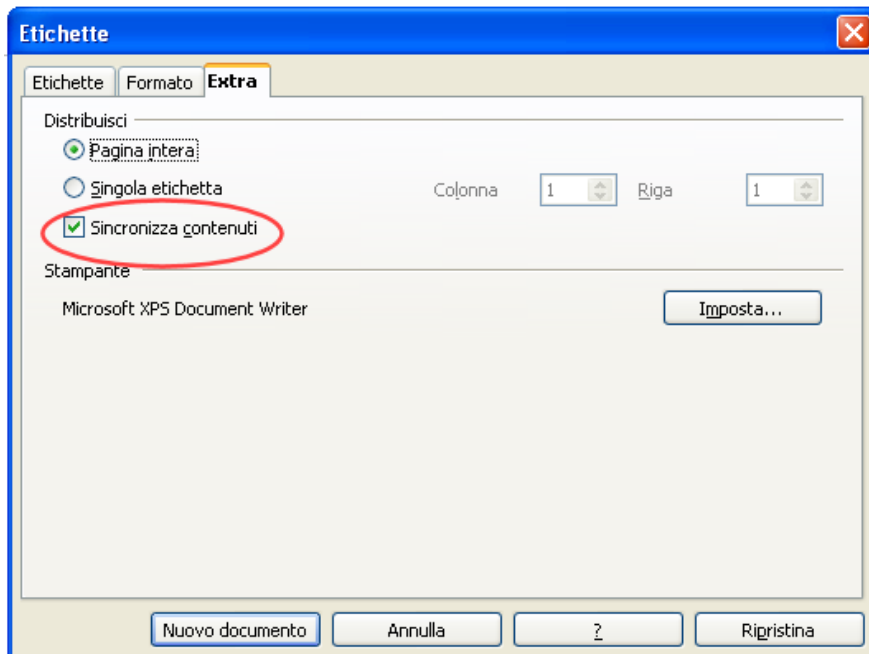 Etichette
Etichette Formato Extra
Distribuisci
Pagina intera
Singola etichetta Colonna 1 Riga 1
Sincronizza contenuti
Stampante
Microsoft XPS Document Writer Imposta...
Nuovo documento Annulla ? Ripristina